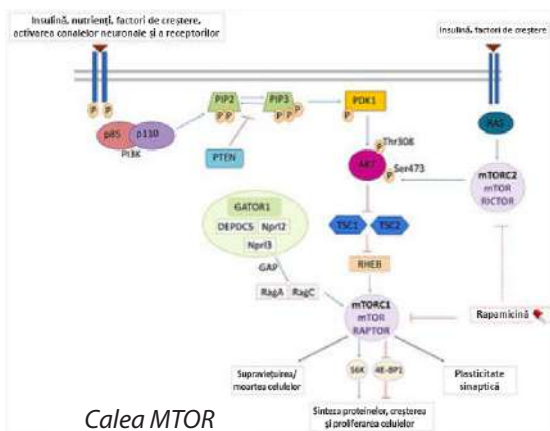 Insulină, nutrienți, factori de creștere,
activarea canalelor neuronale și a receptorilor
Insulină, factori de creștere
P
P
PIP2
PIP3
PDK1
P
P
P
P
P
P
RAS
p85
p110
PI3K
PTEN
P
Thr308
AKT
P
Ser473
mTORC2
mTOR
RICTOR
GATOR1
DEPDC5
Nprl2
Nprl3
TSC1
TSC2
GAP
RHEB
RagA
RagC
mTORC1
mTOR
RAPTOR
Rapamicină
Supraviețuirea/
moartea celulelor
S6K
4E-BP1
Plasticitate
sinaptică
Sinteza proteinelor, creșterea
și proliferarea celulelor
Calea MTOR